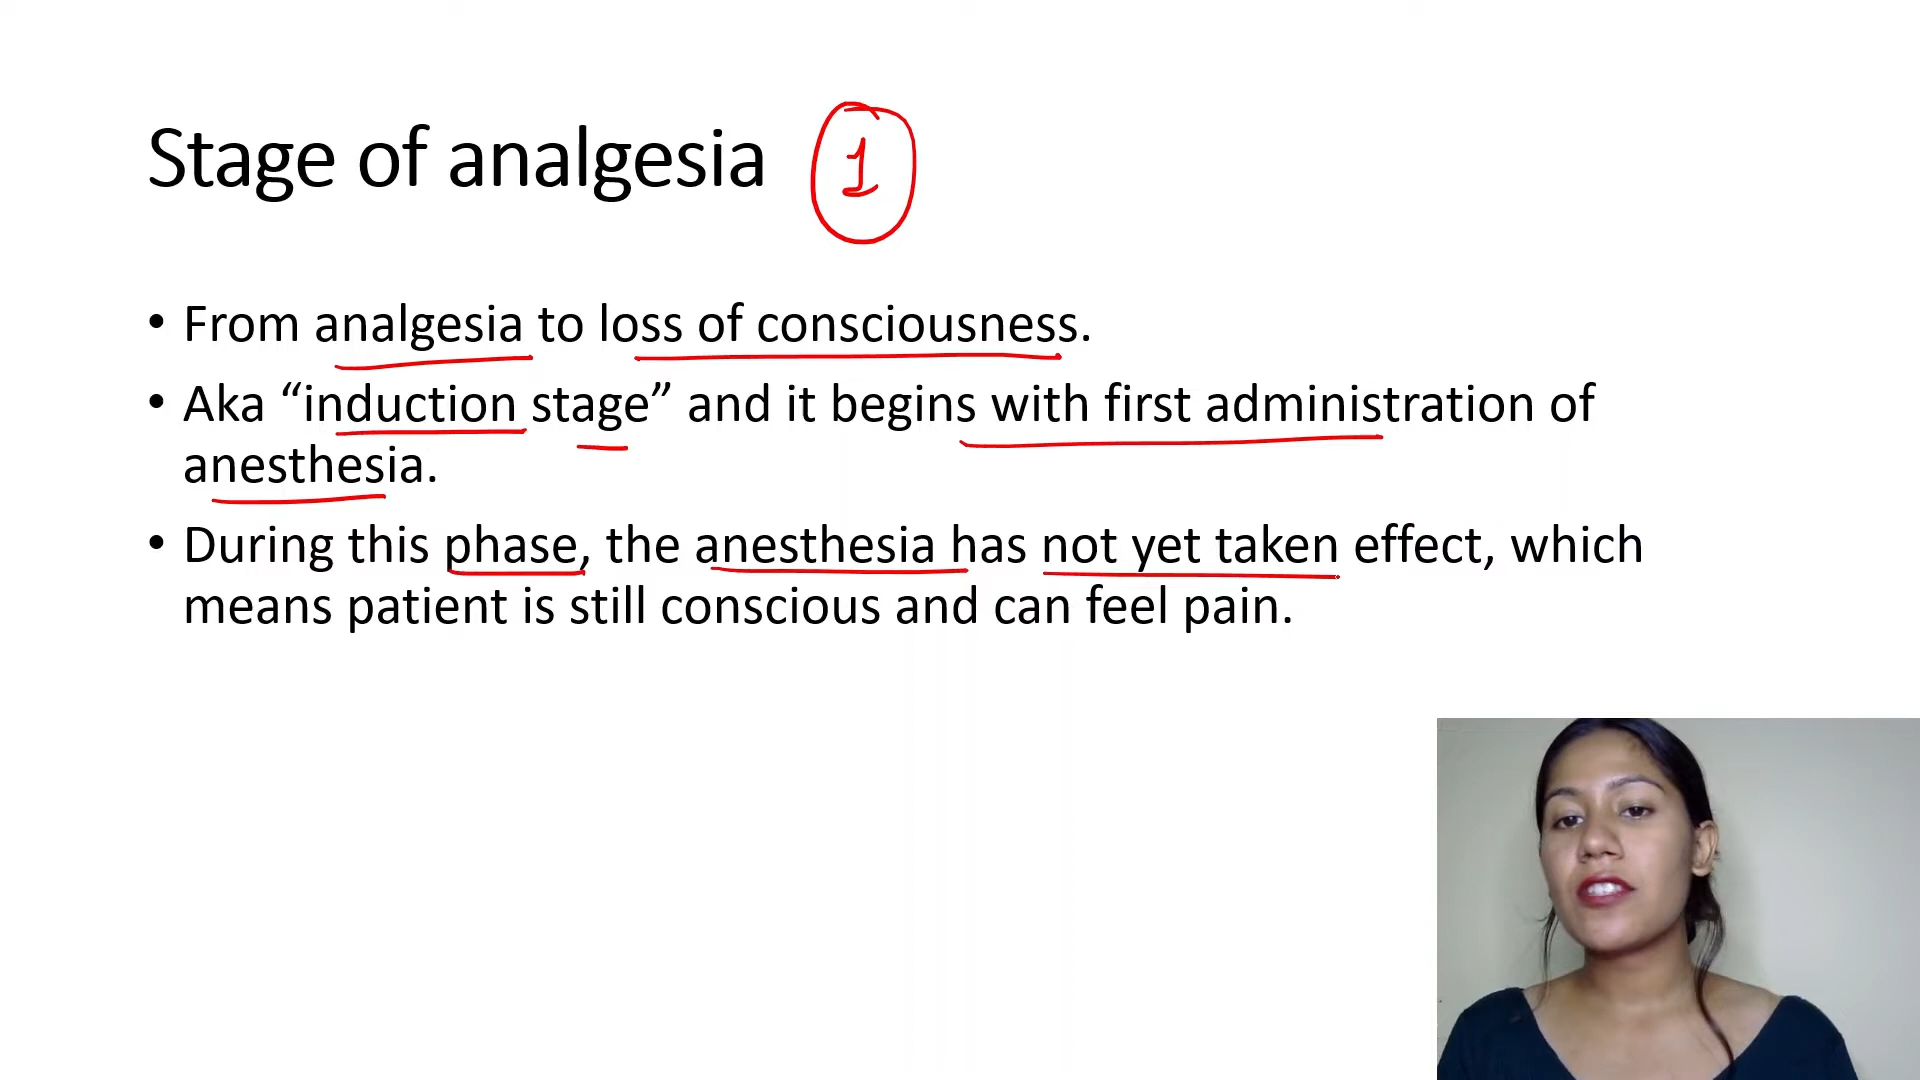 Stage of analgesia 1
• From analgesia to loss of consciousness.
• Aka “induction stage” and it begins with first administration of
anesthesia.
• During this phase, the anesthesia has not yet taken effect, which
means patient is still conscious and can feel pain.